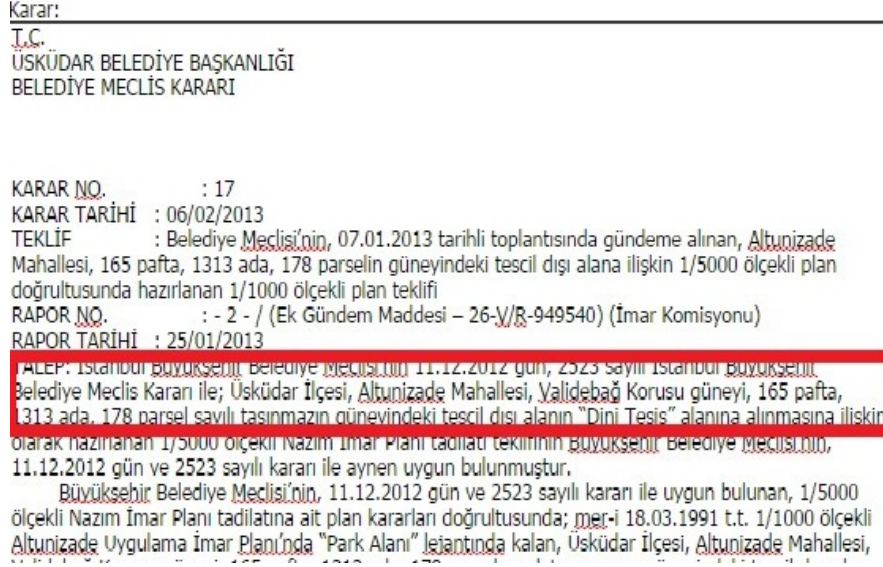 Karar:
T.C.
ÜSKÜDAR BELEDİYE BAŞKANLIĞI
BELEDİYE MECLİS KARARI
KARAR NO. : 17
KARAR TARİHİ : 06/02/2013
TEKLİF : Belediye Meclisi’nin, 07.01.2013 tarihli toplantısında gündeme alınan, Altunizade
Mahallesi, 165 pafta, 1313 ada, 178 parselin güneyindeki tescil dışı alana ilişkin 1/5000 ölçekli plan
doğrultusunda hazırlanan 1/1000 ölçekli plan teklifi
RAPOR NO. : - 2 - / (Ek Gündem Maddesi – 26-V/R-949540) (İmar Komisyonu)
RAPOR TARİHİ : 25/01/2013
TALEP: İstanbul Büyükşehir Belediye Meclisi’nin 11.12.2012 gün, 2523 sayılı İstanbul Büyükşehir
Belediye Meclis Kararı ile; Üsküdar İlçesi, Altunizade Mahallesi, Validebağ Korusu güneyi, 165 pafta,
1313 ada, 178 parsel sayılı taşınmazın güneyindeki tescil dışı alanın “Dini Tesis” alanına alınmasına ilişkin
olarak hazırlanan 1/5000 ölçekli Nazım İmar Planı tadilatı teklifinin Büyükşehir Belediye Meclisi’nin,
11.12.2012 gün ve 2523 sayılı kararı ile aynen uygun bulunmuştur.
Büyükşehir Belediye Meclisi’nin, 11.12.2012 gün ve 2523 sayılı kararı ile uygun bulunan, 1/5000
ölçekli Nazım İmar Planı tadilatına ait plan kararları doğrultusunda; mer-i 18.03.1991 t.t. 1/1000 ölçekli
Altunizade Uygulama İmar Planı’nda “Park Alanı” lejantında kalan, Üsküdar İlçesi, Altunizade Mahallesi,